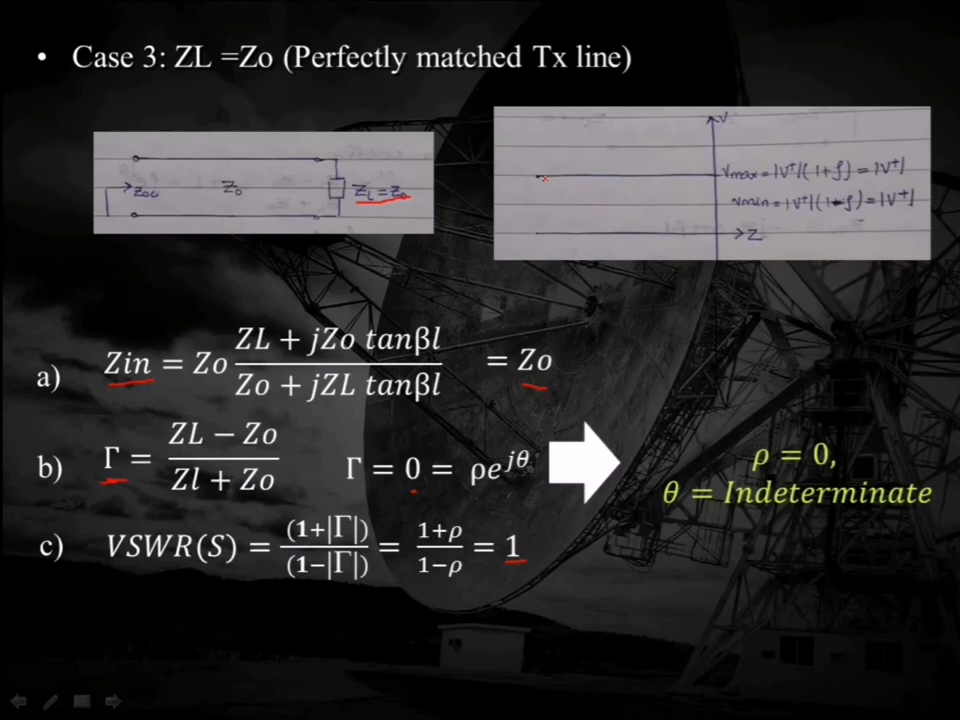 • Case 3: ZL =Zo (Perfectly matched Tx line)
Zo
ZL = Zo
V
Vmax = |V⁺|(1+ρ) = |V⁺|
Vmin = |V⁺|(1-ρ) = |V⁺|
Z
a) Zin = Zo (ZL + jZo tanβl)/(Zo + jZL tanβl) = Zo
b) Γ = (ZL − Zo)/(Zl + Zo) Γ = 0 = ρe^{jθ}
ρ = 0,
θ = Indeterminate
c) VSWR(S) = (1+|Γ|)/(1−|Γ|) = (1+ρ)/(1−ρ) = 1